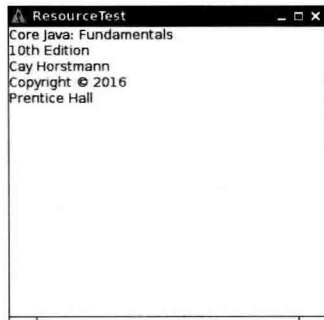 ResourceTest
Core Java: Fundamentals
10th Edition
Cay Horstmann
Copyright © 2016
Prentice Hall